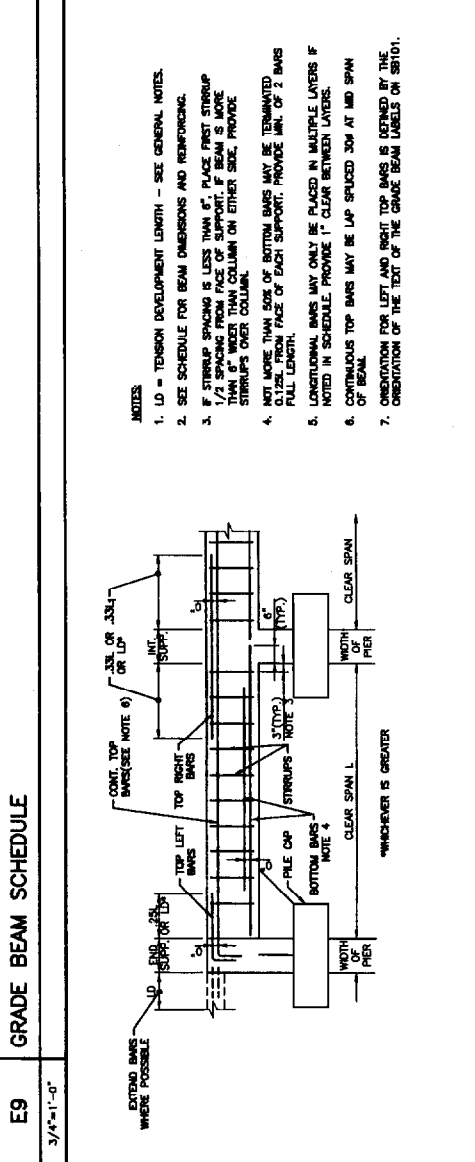 E9 GRADE BEAM SCHEDULE
3/4"=1'-0"
EXTEND BARS
WHERE POSSIBLE
LD
END
SUPP.
.25L
OR LD*
TOP LEFT
BARS
CONT. TOP
BARS(SEE NOTE 6)
TOP RIGHT
BARS
.33L OR .33L1
OR LD*
INT.
SUPP.
PILE CAP
BOTTOM BARS
NOTE 4
STIRRUPS
NOTE 3
3"(TYP.)
6"
(TYP.)
WIDTH
OF
PIER
CLEAR SPAN L
WIDTH
OF
PIER
CLEAR SPAN
*WHICHEVER IS GREATER
NOTES:
1. LD = TENSION DEVELOPMENT LENGTH - SEE GENERAL NOTES.
2. SEE SCHEDULE FOR BEAM DIMENSIONS AND REINFORCING.
3. IF STIRRUP SPACING IS LESS THAN 6", PLACE FIRST STIRRUP
1/2 SPACING FROM FACE OF SUPPORT. IF BEAM IS MORE
THAN 6" WIDER THAN COLUMN ON EITHER SIDE, PROVIDE
STIRRUPS OVER COLUMN.
4. NOT MORE THAN 50% OF BOTTOM BARS MAY BE TERMINATED
0.125L FROM FACE OF EACH SUPPORT. PROVIDE MIN. OF 2 BARS
FULL LENGTH.
5. LONGITUDINAL BARS MAY ONLY BE PLACED IN MULTIPLE LAYERS IF
NOTED IN SCHEDULE. PROVIDE 1" CLEAR BETWEEN LAYERS.
6. CONTINUOUS TOP BARS MAY BE LAP SPLICED AT MID SPAN
OF BEAM.
7. ORIENTATION FOR LEFT AND RIGHT TOP BARS IS DEFINED BY THE
ORIENTATION OF THE TEXT OF THE GRADE BEAM LABELS ON SB101.